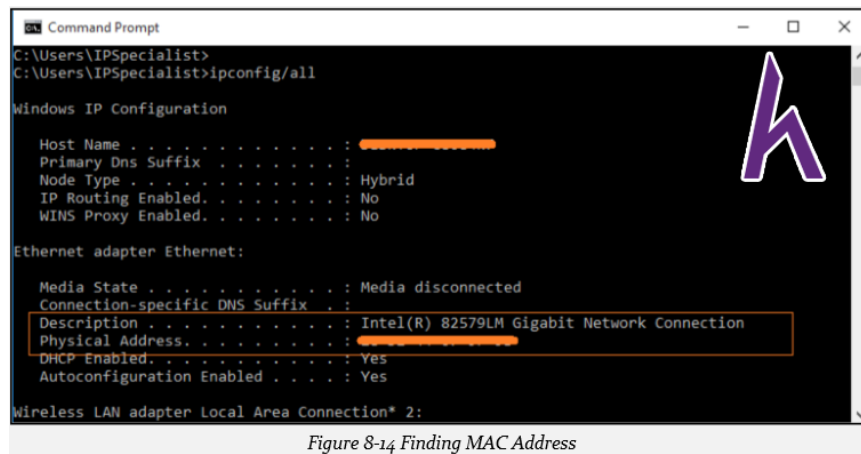 Command Prompt
C:\Users\IPSpecialist>
C:\Users\IPSpecialist>ipconfig/all
Windows IP Configuration
Host Name . . . . . . . . . . . . :
Primary Dns Suffix . . . . . . . :
Node Type . . . . . . . . . . . . : Hybrid
IP Routing Enabled. . . . . . . . : No
WINS Proxy Enabled. . . . . . . . : No
Ethernet adapter Ethernet:
Media State . . . . . . . . . . . : Media disconnected
Connection-specific DNS Suffix . :
Description . . . . . . . . . . . : Intel(R) 82579LM Gigabit Network Connection
Physical Address. . . . . . . . . :
DHCP Enabled. . . . . . . . . . . : Yes
Autoconfiguration Enabled . . . . : Yes
Wireless LAN adapter Local Area Connection* 2:
Figure 8-14 Finding MAC Address